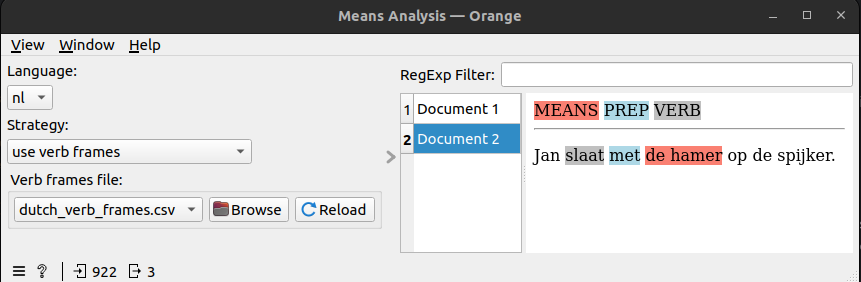 Means Analysis — Orange
View Window Help
Language:
nl
Strategy:
use verb frames
Verb frames file:
dutch_verb_frames.csv Browse Reload
RegExp Filter:
1 Document 1
2 Document 2
MEANS PREP VERB
Jan slaat met de hamer op de spijker.
922 3